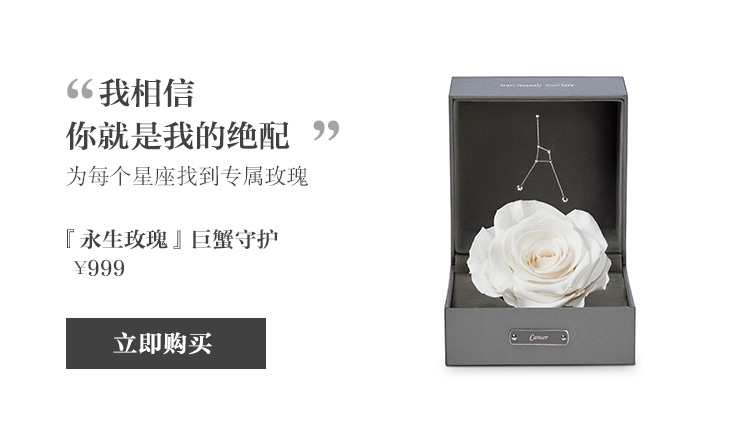 “我相信
你就是我的绝配 ”
为每个星座找到专属玫瑰
『 永生玫瑰 』巨蟹守护
¥999
立即购买
Cancer